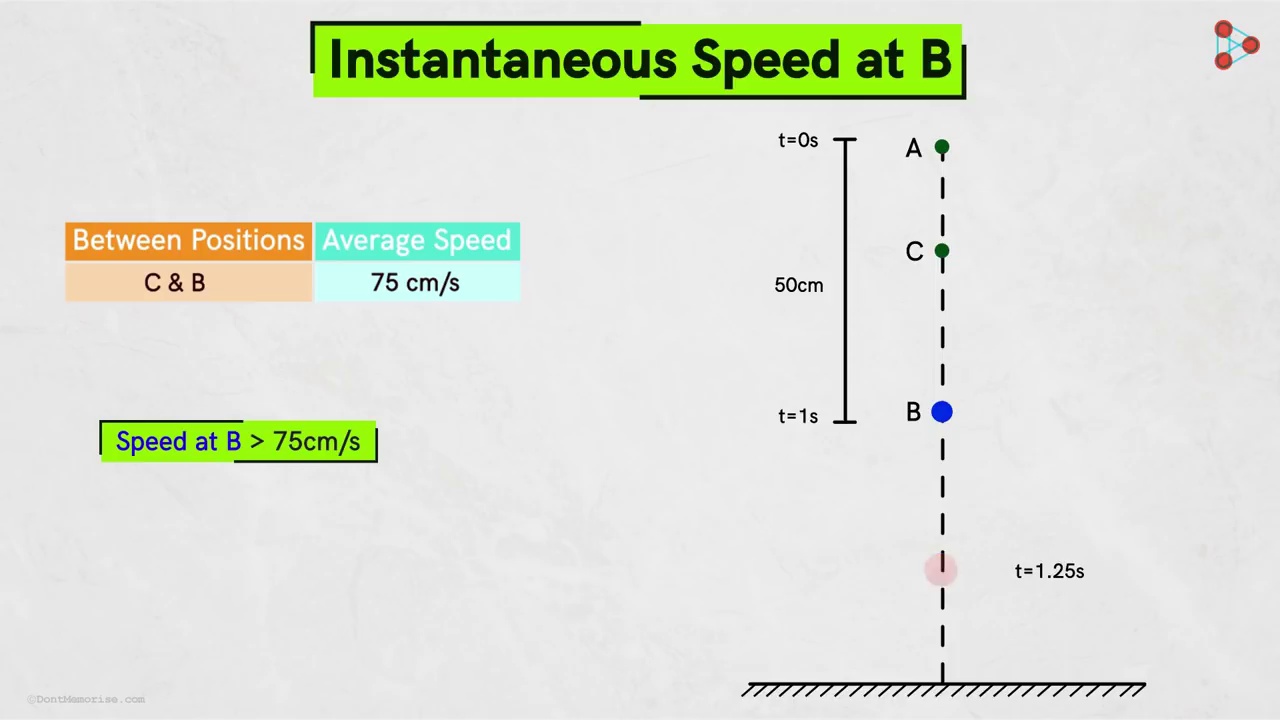 Instantaneous Speed at B
Between Positions Average Speed
C & B 75 cm/s
Speed at B > 75cm/s
t=0s
A
C
50cm
t=1s
B
t=1.25s
©DontMemorise.com